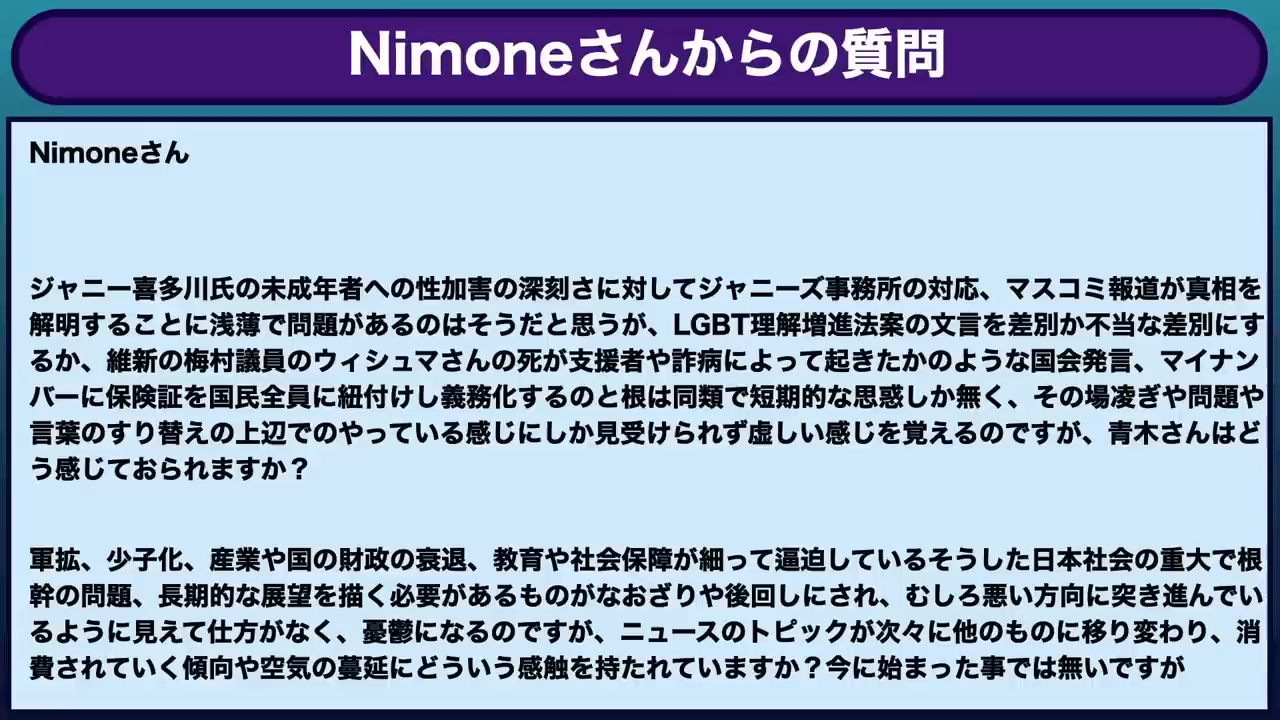 Nimoneさんからの質問
Nimoneさん
ジャニー喜多川氏の未成年者への性加害の深刻さに対してジャニーズ事務所の対応、マスコミ報道が真相を
解明することに浅薄で問題があるのはそうだと思うが、LGBT理解増進法案の文言を差別か不当な差別にす
るか、維新の梅村議員のウィシュマさんの死が支援者や詐病によって起きたかのような国会発言、マイナン
バーに保険証を国民全員に紐付けし義務化するのと根は同類で短期的な思惑しか無く、その場凌ぎや問題や
言葉のすり替えの上辺でのやっている感じにしか見受けられず虚しい感じを覚えるのですが、青木さんはど
う感じておられますか？
軍拡、少子化、産業や国の財政の衰退、教育や社会保障が細って逼迫しているそうした日本社会の重大で根
幹の問題、長期的な展望を描く必要があるものがなおざりや後回しにされ、むしろ悪い方向に突き進んでい
るように見えて仕方がなく、憂鬱になるのですが、ニュースのトピックが次々に他のものに移り変わり、消
費されていく傾向や空気の蔓延にどういう感触を持たれていますか？今に始まった事では無いですが